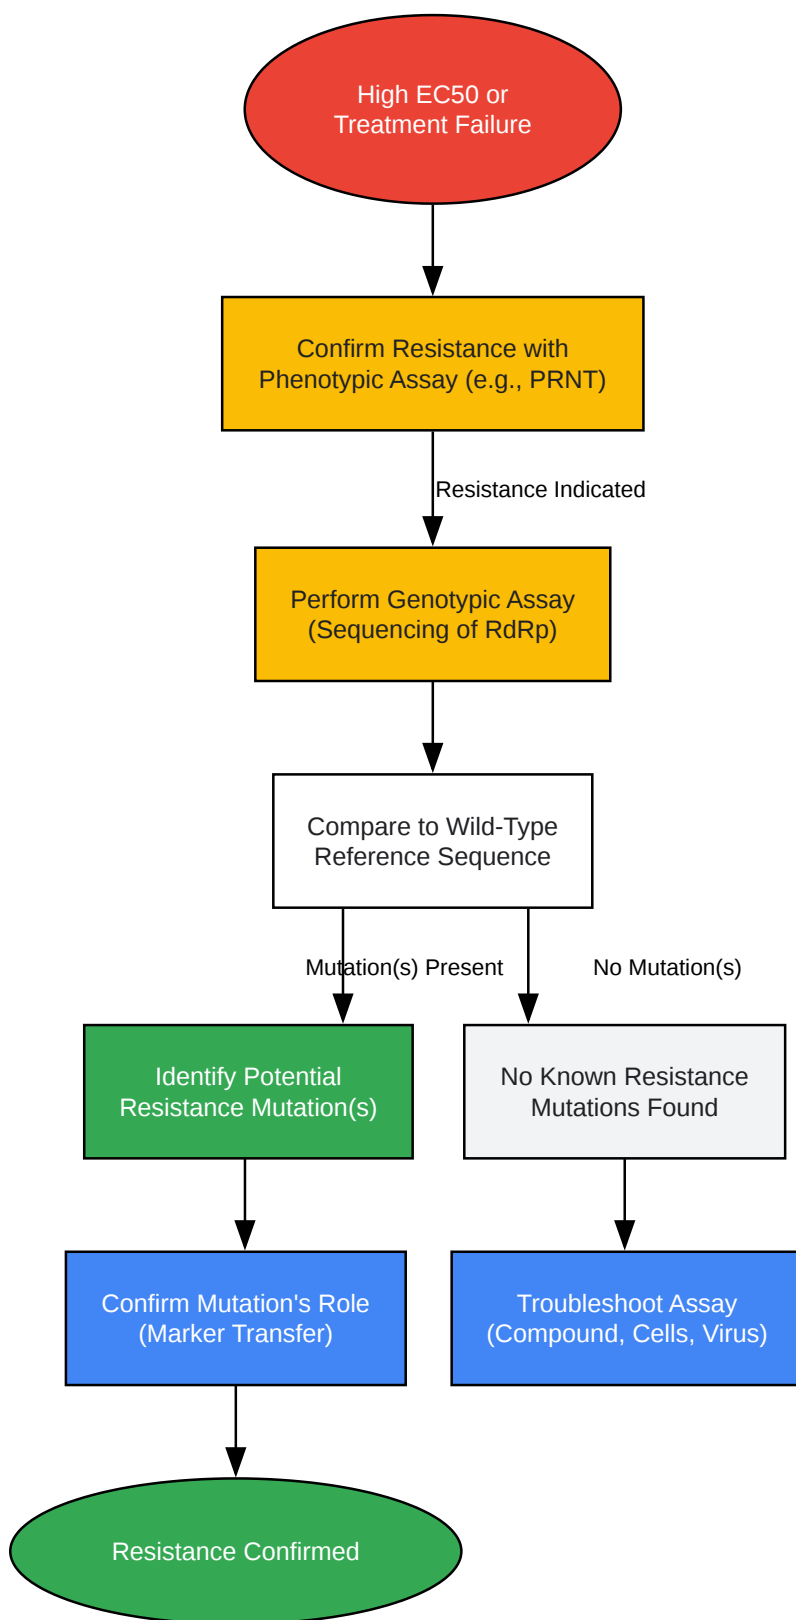 High EC50 or
Treatment Failure
Confirm Resistance with
Phenotypic Assay (e.g., PRNT)
Resistance Indicated
Perform Genotypic Assay
(Sequencing of RdRp)
Compare to Wild-Type
Reference Sequence
Mutation(s) Present
No Mutation(s)
Identify Potential
Resistance Mutation(s)
No Known Resistance
Mutations Found
Confirm Mutation's Role
(Marker Transfer)
Troubleshoot Assay
(Compound, Cells, Virus)
Resistance Confirmed